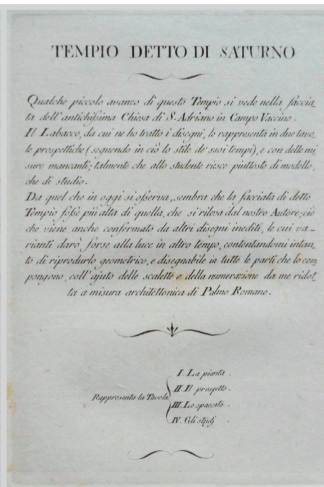 TEMPIO DETTO DI SATURNO
Qualche piccolo avanzo di questo Tempio si vede nella faccia-
ta dell'antichissima Chiesa di S. Adriano in Campo Vaccino.
Il Labacco, da cui ne ho tratto i disegni, lo rappresenta in due tavo-
le prospettiche (seguendo in ciò lo stile de' suoi tempi), e con delle mi-
sure mancanti; talmente che allo studente riesce piuttosto di modello,
che di studio.
Da quel che in oggi si osserva, sembra che la facciata di detto
Tempio fosse più alta di quella, che si rileva dal nostro Autore; ciò
che viene anche confermato da altri disegni inediti, le cui va-
rianti darò forse alla luce in altro tempo, contentandomi intan-
to di riprodurlo geometrico, e disegnabile in tutte le parti che lo com-
pongono, coll'ajuto delle scalette e della numerazione da me ridot-
ta a misura architettonica di Palmo Romano.
I. La pianta.
II. Il prospetto.
Rappresenta la Tavola
III. Lo spaccato.
IV. Gli studj.